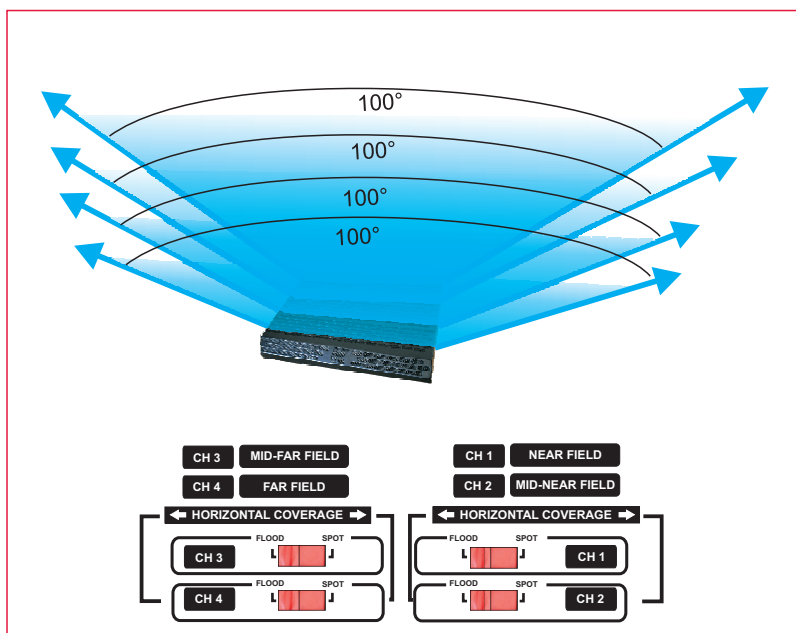 100°
100°
100°
100°
CH 3 MID-FAR FIELD
CH 4 FAR FIELD
HORIZONTAL COVERAGE
FLOOD SPOT
CH 3
FLOOD SPOT
CH 4
CH 1 NEAR FIELD
CH 2 MID-NEAR FIELD
HORIZONTAL COVERAGE
FLOOD SPOT
CH 1
FLOOD SPOT
CH 2